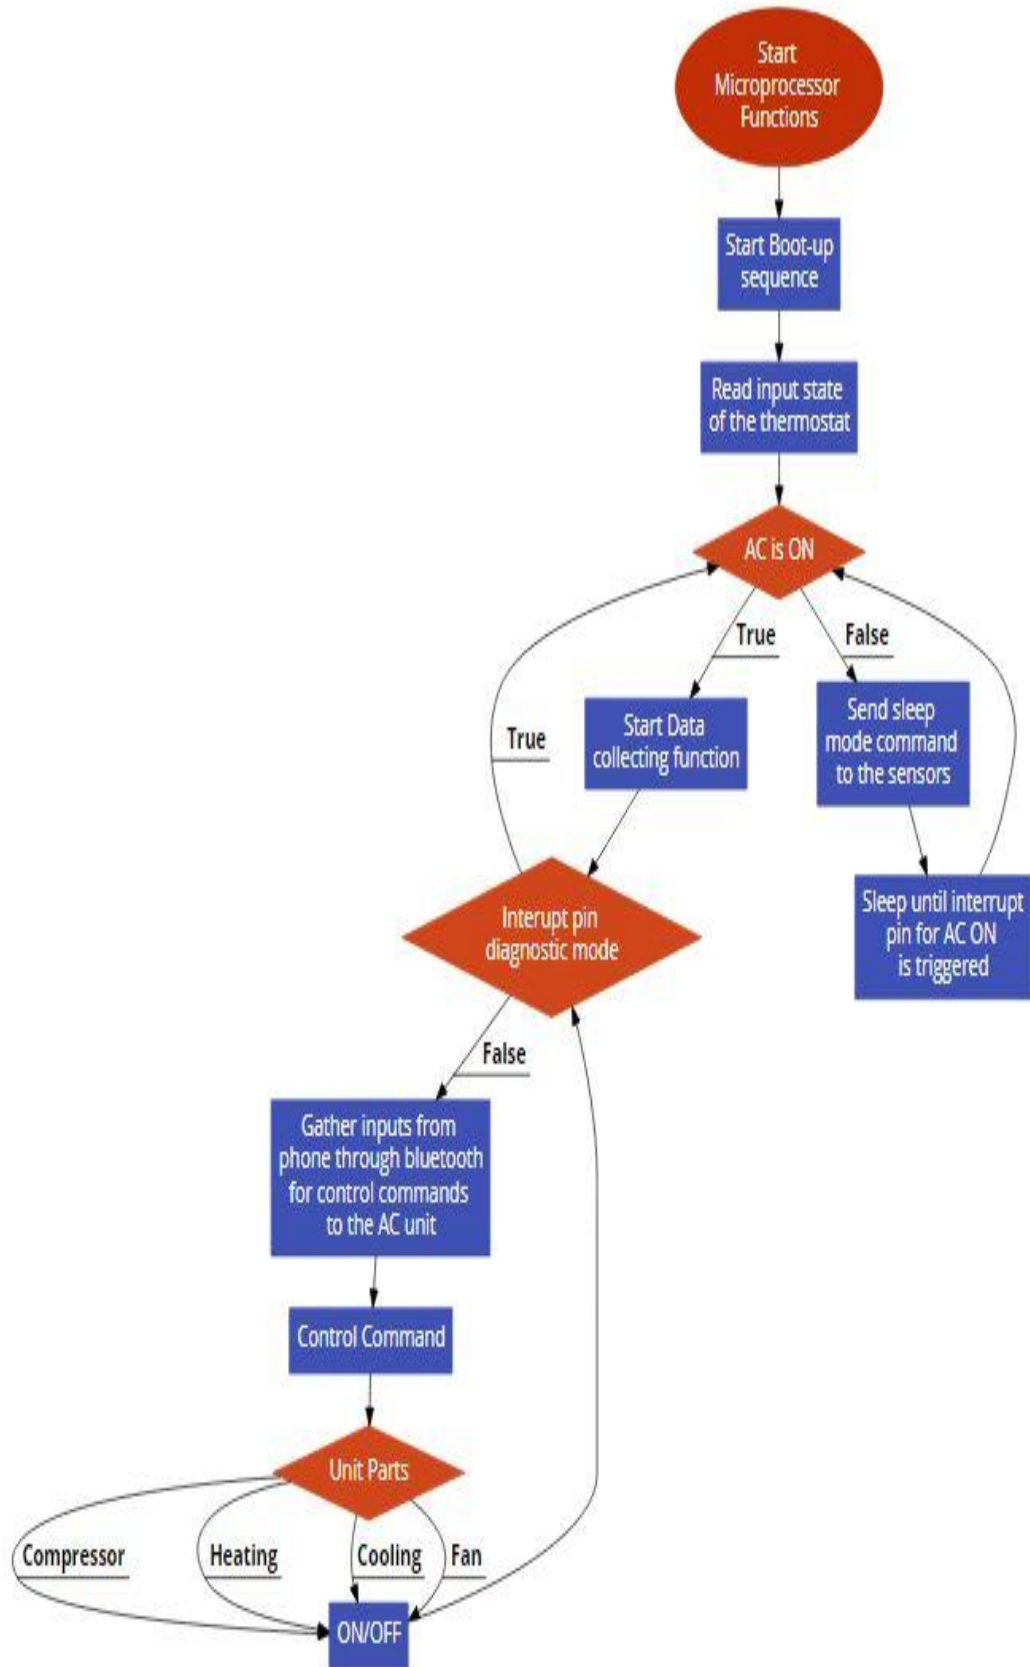 Start
Microprocessor
Functions
Start Boot-up
sequence
Read input state
of the thermostat
AC is ON
True
False
Start Data
collecting function
Send sleep
mode command
to the sensors
True
Interupt pin
diagnostic mode
Sleep until interrupt
pin for AC ON
is triggered
False
Gather inputs from
phone through bluetooth
for control commands
to the AC unit
Control Command
Unit Parts
Compressor
Heating
Cooling
Fan
ON/OFF